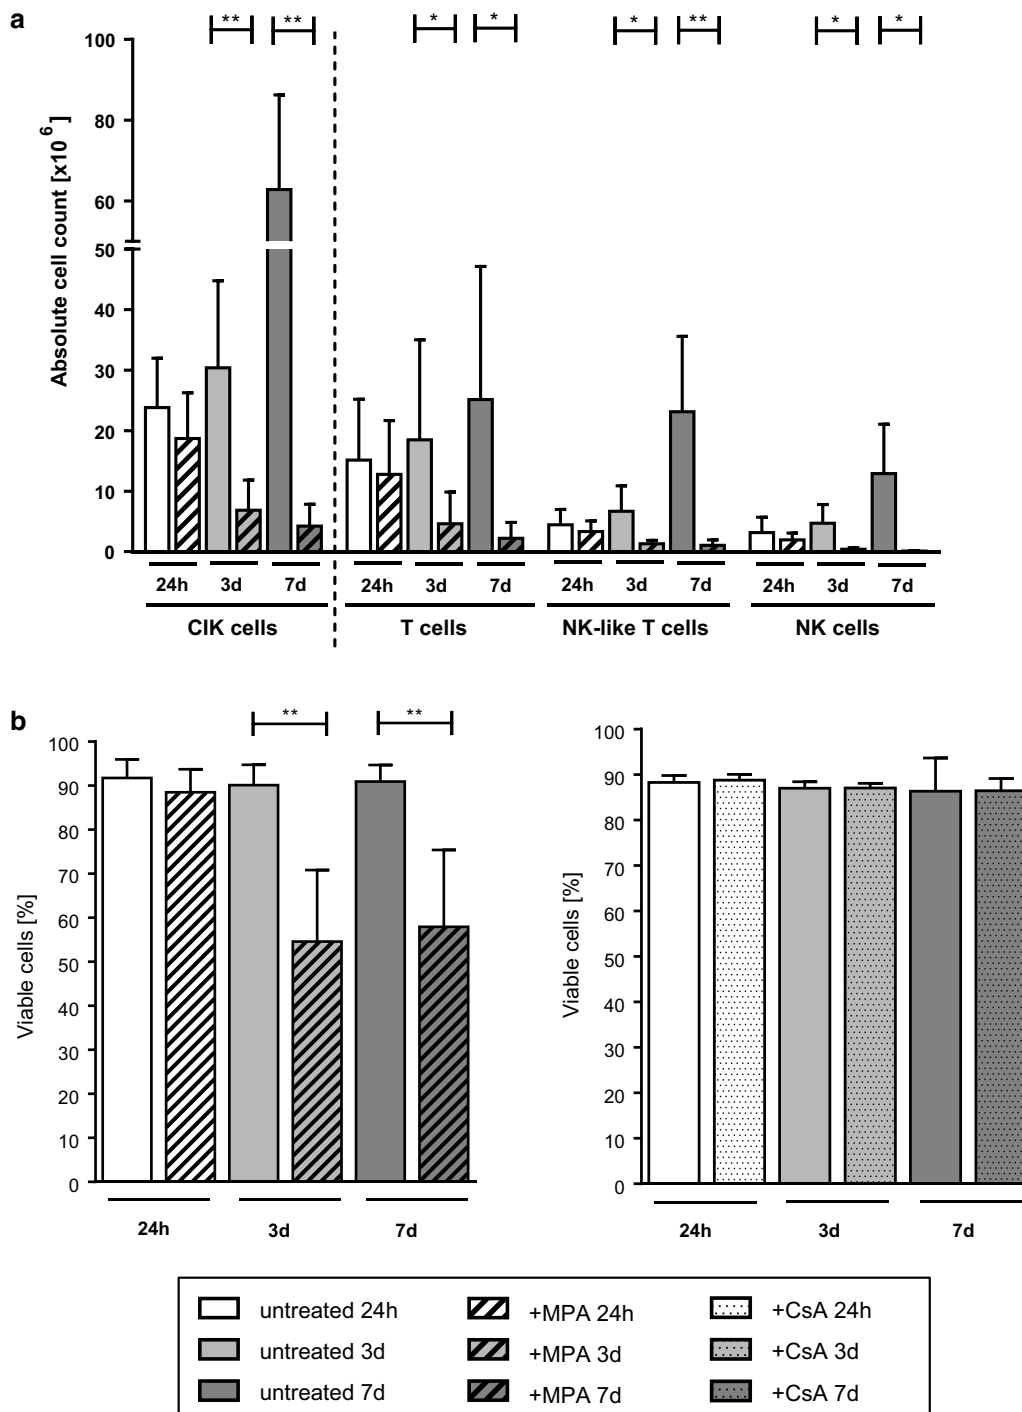 a
** ** * * * ** * *
Absolute cell count [x10 6 ]
100
80
60
50
40
30
20
10
0
24h 3d 7d 24h 3d 7d 24h 3d 7d 24h 3d 7d
CIK cells T cells NK-like T cells NK cells
b
** **
Viable cells [%]
100
90
80
70
60
50
40
30
20
10
0
24h 3d 7d
Viable cells [%]
100
90
80
70
60
50
40
30
20
10
0
24h 3d 7d
untreated 24h +MPA 24h +CsA 24h
untreated 3d +MPA 3d +CsA 3d
untreated 7d +MPA 7d +CsA 7d